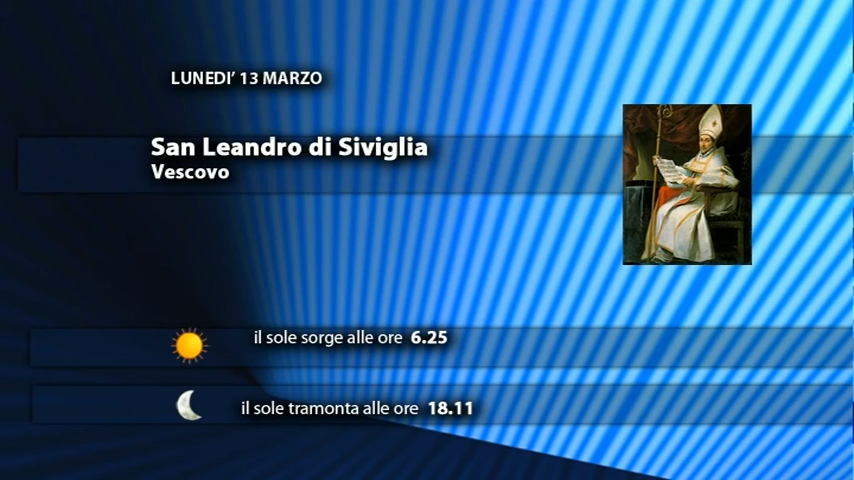 LUNEDI’ 13 MARZO
San Leandro di Siviglia
Vescovo
il sole sorge alle ore 6.25
il sole tramonta alle ore 18.11